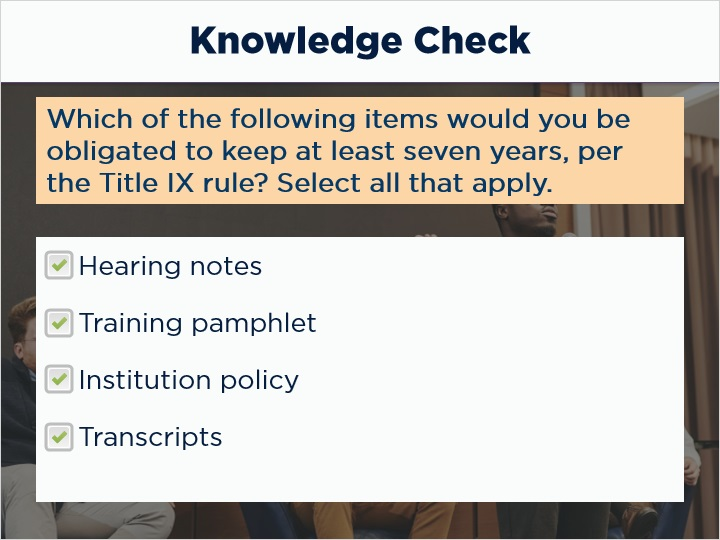 Knowledge Check
Which of the following items would you be
obligated to keep at least seven years, per
the Title IX rule? Select all that apply.
Hearing notes
Training pamphlet
Institution policy
Transcripts